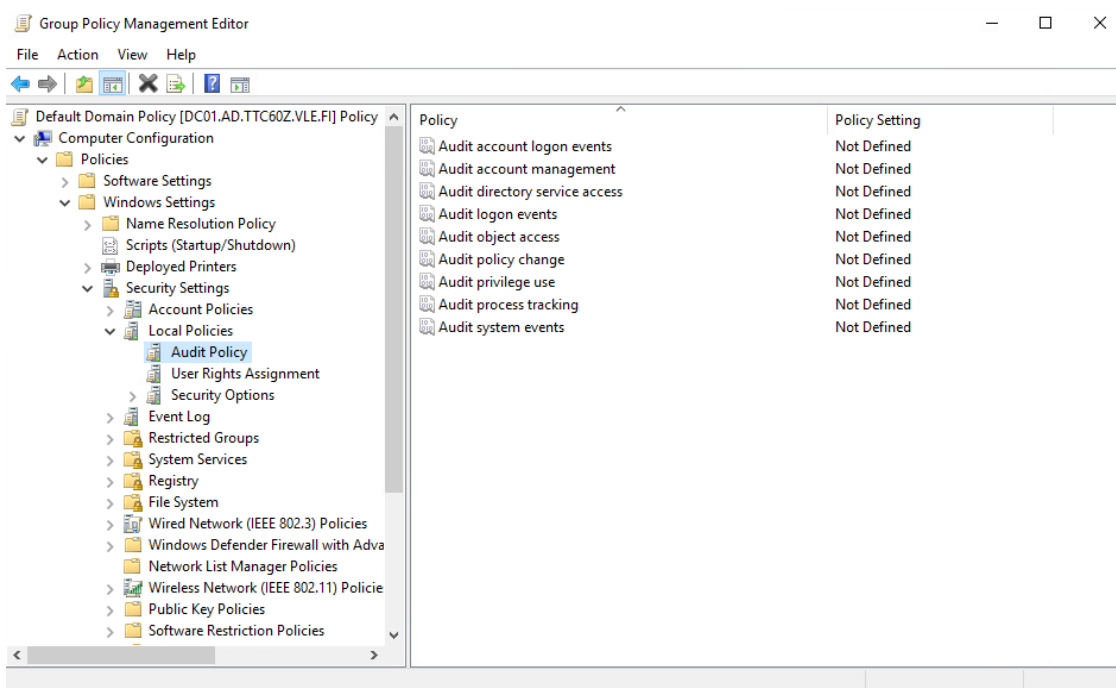 Group Policy Management Editor
File Action View Help
Default Domain Policy [DC01.AD.TTC60Z.VLE.FI] Policy
Computer Configuration
Policies
Software Settings
Windows Settings
Name Resolution Policy
Scripts (Startup/Shutdown)
Deployed Printers
Security Settings
Account Policies
Local Policies
Audit Policy
User Rights Assignment
Security Options
Event Log
Restricted Groups
System Services
Registry
File System
Wired Network (IEEE 802.3) Policies
Windows Defender Firewall with Adva
Network List Manager Policies
Wireless Network (IEEE 802.11) Policie
Public Key Policies
Software Restriction Policies
Policy Policy Setting
Audit account logon events Not Defined
Audit account management Not Defined
Audit directory service access Not Defined
Audit logon events Not Defined
Audit object access Not Defined
Audit policy change Not Defined
Audit privilege use Not Defined
Audit process tracking Not Defined
Audit system events Not Defined